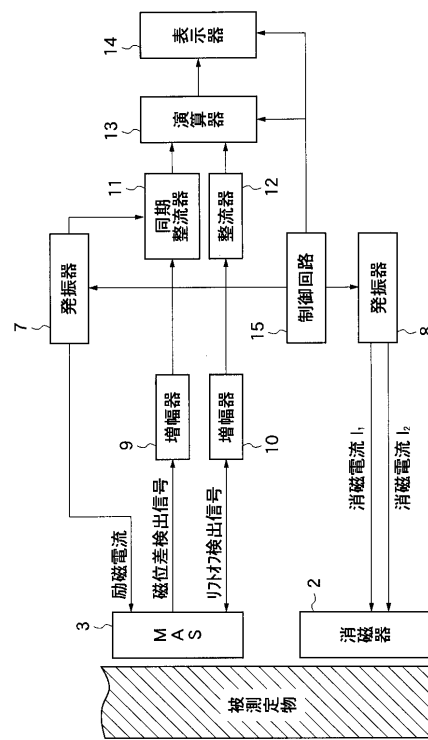 14
表示器
13
演算器
11
同期
整流器
12
整流器
7
発振器
15
制御回路
8
発振器
9
増幅器
10
増幅器
励磁電流
磁位差検出信号
リフトオフ検出信号
消磁電流 I₁
消磁電流 I₂
3
MAS
2
消磁器
被測定物